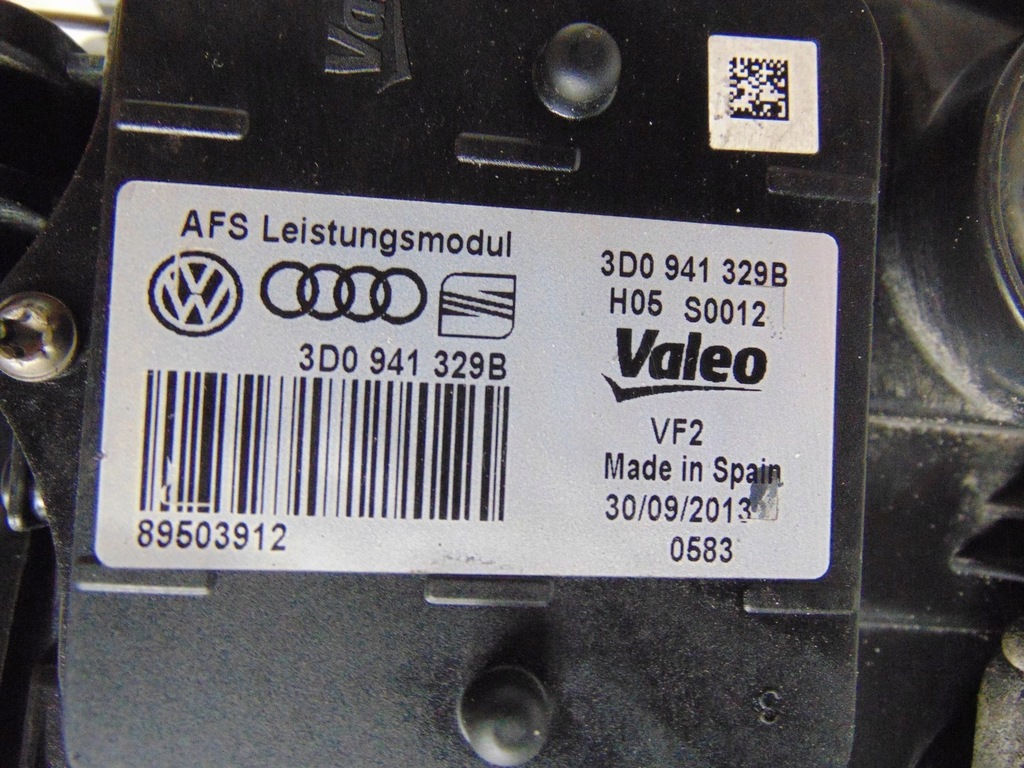 AFS Leistungsmodul
3D0 941 329B
89503912
3D0 941 329B
H05 S0012
Valeo
VF2
Made in Spain
30/09/2013
0583